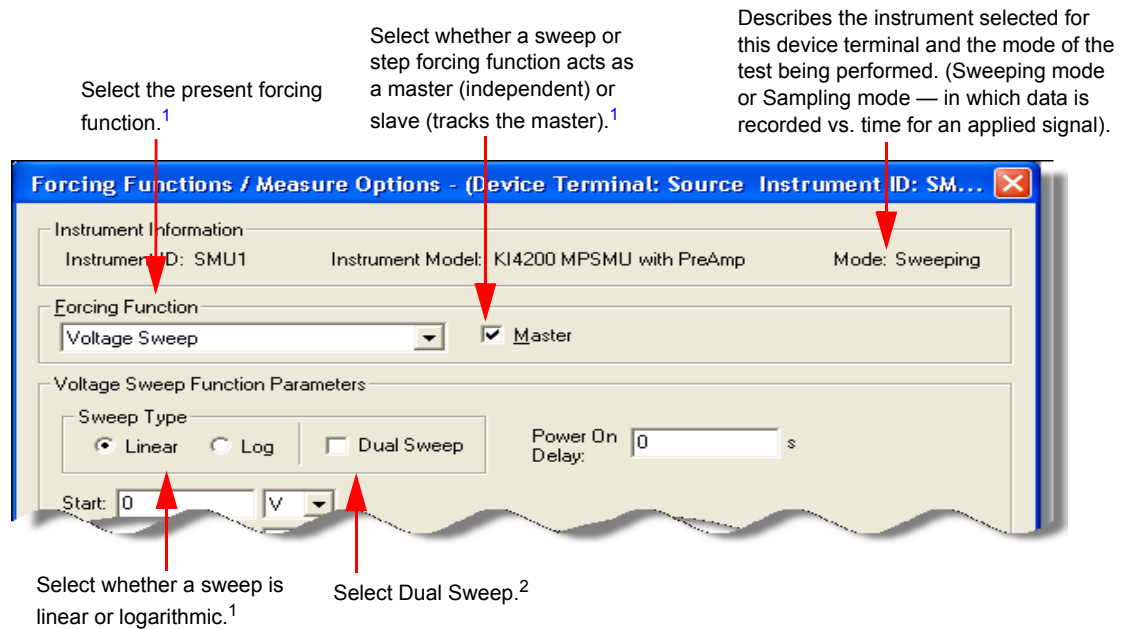 Describes the instrument selected for
this device terminal and the mode of the
test being performed. (Sweeping mode
or Sampling mode — in which data is
recorded vs. time for an applied signal).
Select whether a sweep or
step forcing function acts as
a master (independent) or
slave (tracks the master).1
Select the present forcing
function.1
Forcing Functions / Measure Options - (Device Terminal: Source Instrument ID: SM...
Instrument Information
Instrument ID: SMU1 Instrument Model: KI4200 MPSMU with PreAmp Mode: Sweeping
Forcing Function
Voltage Sweep Master
Voltage Sweep Function Parameters
Sweep Type
Linear Log Dual Sweep
Power On
Delay: 0 s
Start: 0 V
Select whether a sweep is
linear or logarithmic.1
Select Dual Sweep.2